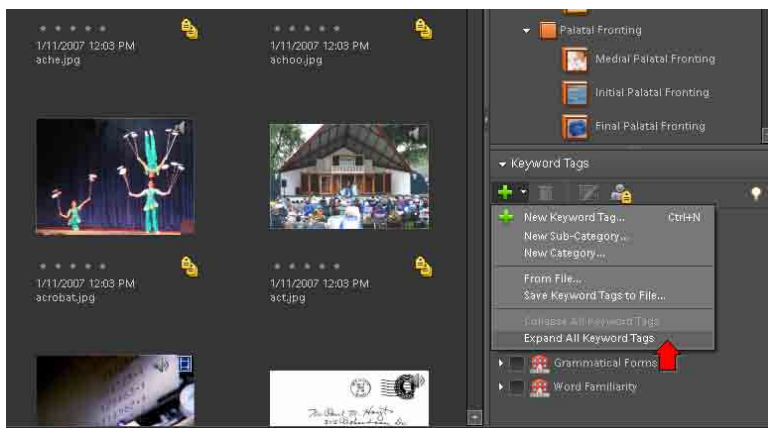 1/11/2007 12:03 PM
ache.jpg
1/11/2007 12:03 PM
achoo.jpg
1/11/2007 12:03 PM
acrobat.jpg
1/11/2007 12:03 PM
act.jpg
Palatal Fronting
Medial Palatal Fronting
Initial Palatal Fronting
Final Palatal Fronting
Keyword Tags
New Keyword Tag... Ctrl+N
New Sub-Category...
New Category...
From File...
Save Keyword Tags to File...
Collapse All Keyword Tags
Expand All Keyword Tags
Grammatical Forms
Word Familiarity